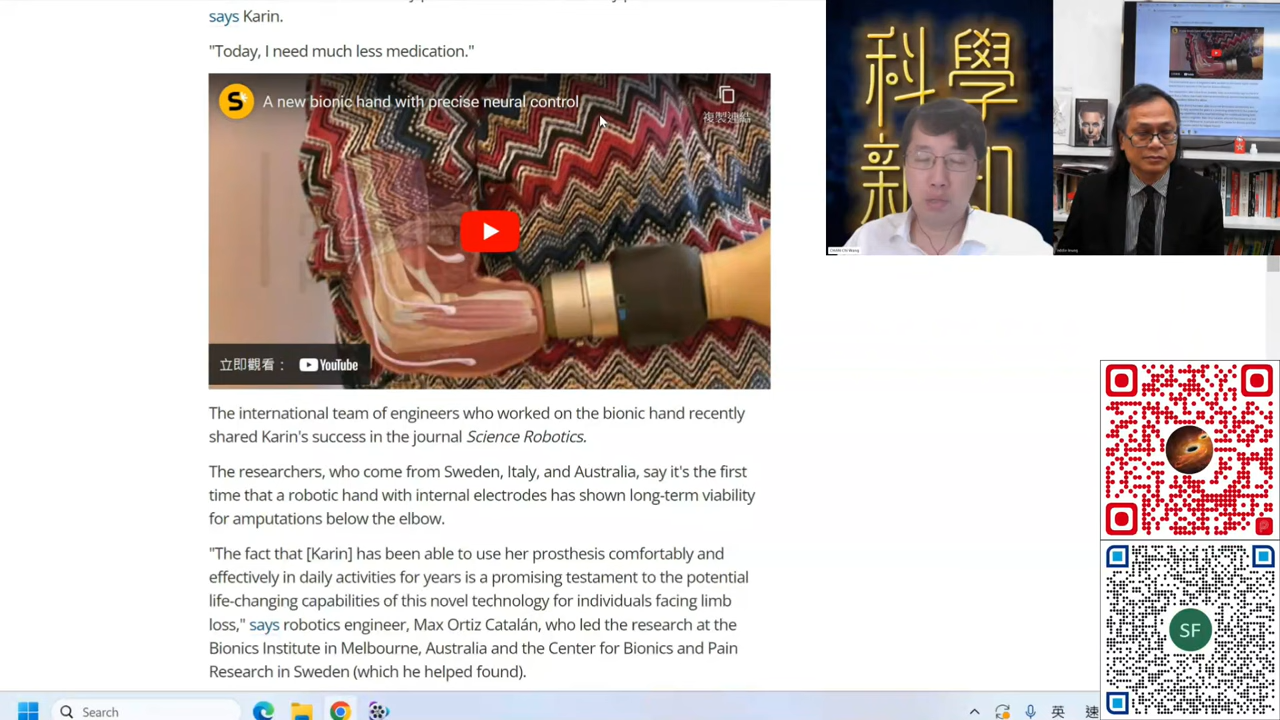 says Karin.
"Today, I need much less medication."
A new bionic hand with precise neural control
複製連結
立即觀看： YouTube
The international team of engineers who worked on the bionic hand recently
shared Karin's success in the journal Science Robotics.
The researchers, who come from Sweden, Italy and Australia, say it's the first
time that a robotic hand with internal electrodes has shown long-term viability
for amputations below the elbow.
"The fact that [Karin] has been able to use her prosthesis comfortably and
effectively in daily activities for years is a promising testament to the potential
life-changing capabilities of this novel technology for individuals facing limb
loss," says robotics engineer, Max Ortiz Catalan, who led the research at the
Bionics Institute in Melbourne, Australia and the Center for Bionics and Pain
Research in Sweden (which he helped found).
科學
新知
SF
Search
英
速